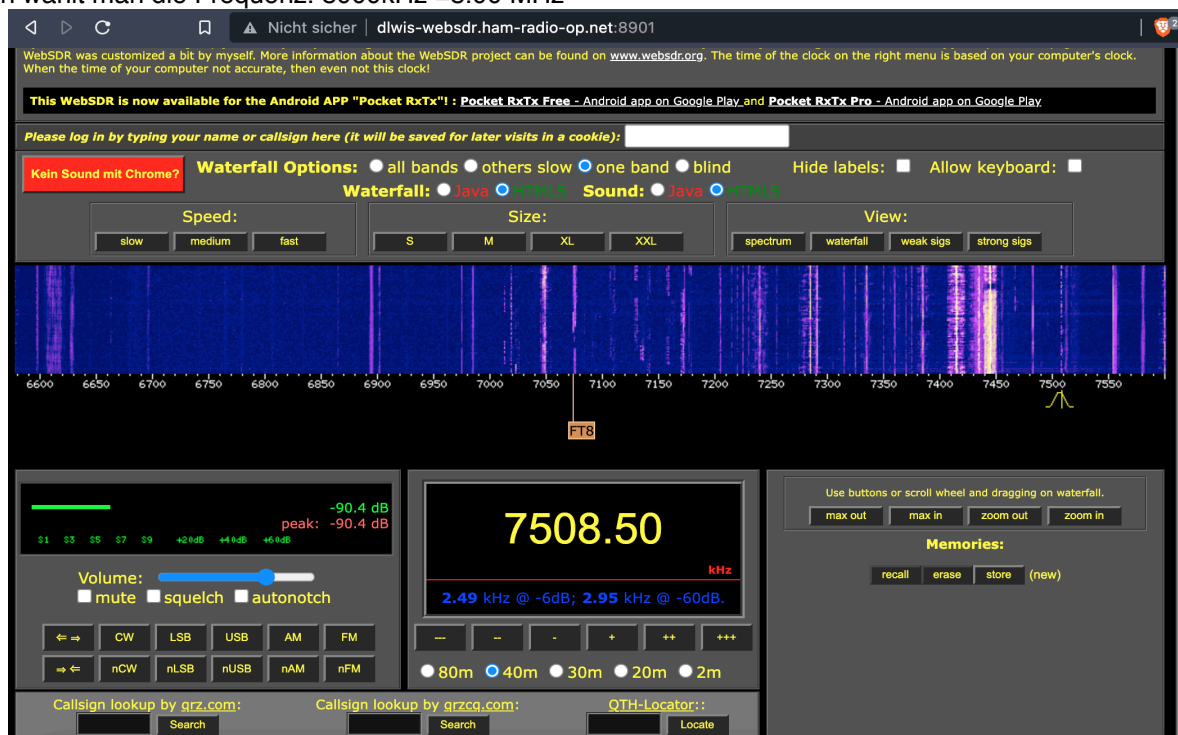 Nicht sicher | dlwis-websdr.ham-radio-op.net:8901
WebSDR was customized a bit by myself. More information about the WebSDR project can be found on www.websdr.org. The time of the clock on the right menu is based on your computer's clock.
When the time of your computer not accurate, then even not this clock!
This WebSDR is now available for the Android APP "Pocket RxTx"! : Pocket RxTx Free - Android app on Google Play and Pocket RxTx Pro - Android app on Google Play
Please log in by typing your name or callsign here (it will be saved for later visits in a cookie):
Kein Sound mit Chrome?
Waterfall Options: all bands others slow one band blind Hide labels: Allow keyboard:
Waterfall: Java HTML5 Sound: Java HTML5
Speed: Size: View:
slow medium fast S M XL XXL spectrum waterfall weak sigs strong sigs
6600 6650 6700 6750 6800 6850 6900 6950 7000 7050 7100 7150 7200 7250 7300 7350 7400 7450 7500 7550
FT8
-90.4 dB
peak: -90.4 dB
S1 S3 S5 S7 S9 +20dB +40dB +60dB
Volume:
mute squelch autonotch
⇐ ⇒ CW LSB USB AM FM
⇒ ⇐ nCW nLSB nUSB nAM nFM
7508.50
kHz
2.49 kHz @ -6dB; 2.95 kHz @ -60dB.
--- -- - + ++ +++
80m 40m 30m 20m 2m
Use buttons or scroll wheel and dragging on waterfall.
max out max in zoom out zoom in
Memories:
recall erase store (new)
Callsign lookup by qrz.com: Callsign lookup by qrzcq.com: QTH-Locator::
Search Search Locate